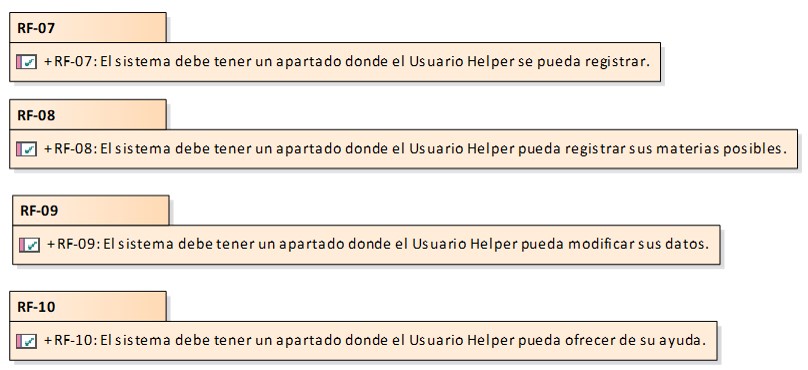 RF-07
+RF-07: El sistema debe tener un apartado donde el Usuario Helper se pueda registrar.
RF-08
+RF-08: El sistema debe tener un apartado donde el Usuario Helper pueda registrar sus materias posibles.
RF-09
+RF-09: El sistema debe tener un apartado donde el Usuario Helper pueda modificar sus datos.
RF-10
+RF-10: El sistema debe tener un apartado donde el Usuario Helper pueda ofrecer de su ayuda.